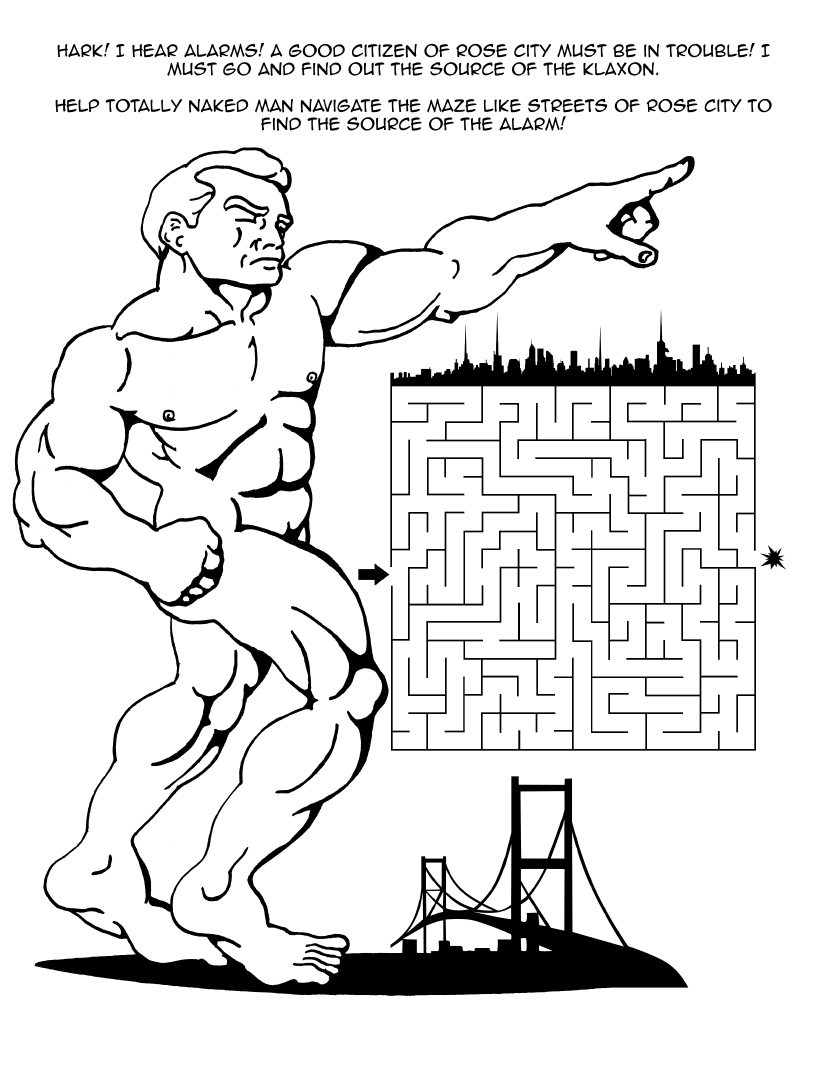 HARK! I HEAR ALARMS! A GOOD CITIZEN OF ROSE CITY MUST BE IN TROUBLE! I
MUST GO AND FIND OUT THE SOURCE OF THE KLAXON.
HELP TOTALLY NAKED MAN NAVIGATE THE MAZE LIKE STREETS OF ROSE CITY TO
FIND THE SOURCE OF THE ALARM!